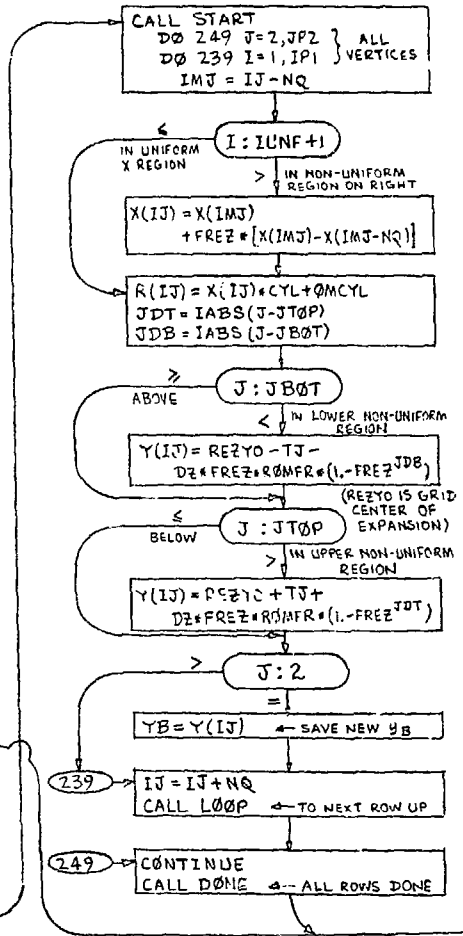 CALL START
DØ 249 J=2,JP2 } ALL
DØ 239 I=1,IP1 } VERTICES
IMJ = IJ-NQ
≤
IN UNIFORM
X REGION
I : IUNF+1
> IN NON-UNIFORM
REGION ON RIGHT
X(IJ) = X(IMJ)
+FREZ*[X(IMJ)-X(IMJ-NQ)]
R(IJ) = X(IJ)*CYL+ØMCYL
JDT = IABS(J-JTØP)
JDB = IABS(J-JBØT)
≥
ABOVE
J : JBØT
< IN LOWER NON-UNIFORM
REGION
Y(IJ) = REZYO -TJ-
DZ*FREZ*RØMFR*(1.-FREZ^JDB)
(REZYO IS GRID
CENTER OF
EXPANSION)
≤
BELOW
J : JTØP
> IN UPPER NON-UNIFORM
REGION
Y(IJ) = REZYO +TJ+
DZ*FREZ*RØMFR*(1.-FREZ^JDT)
>
J : 2
=
YB = Y(IJ) ← SAVE NEW yB
239
IJ = IJ+NQ
CALL LØØP ← TO NEXT ROW UP
249
CØNTINUE
CALL DØNE ← ALL ROWS DONE